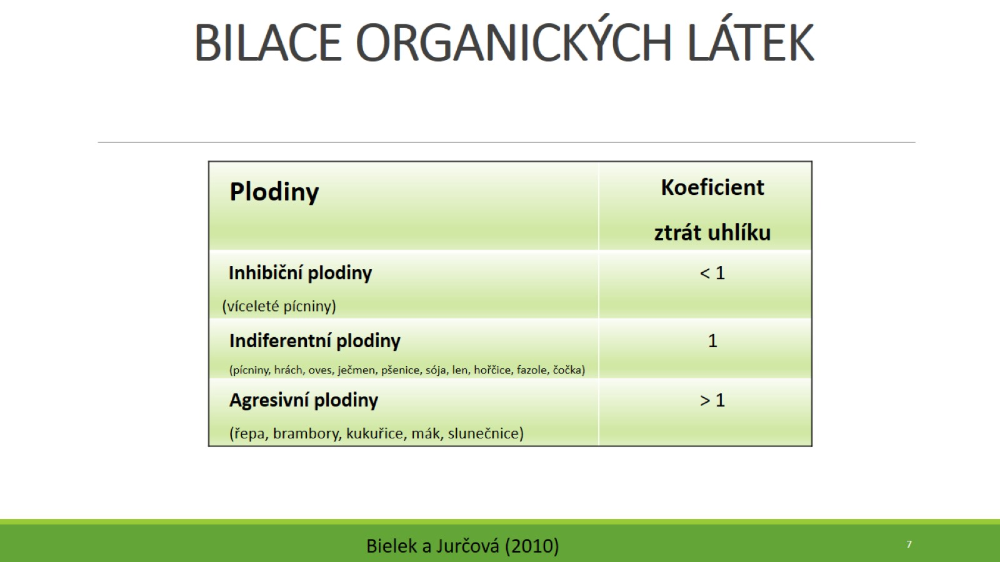 BILACE ORGANICKÝCH LÁTEK
Plodiny
Koeficient
ztrát uhlíku
Inhibiční plodiny
< 1
(víceleté pícniny)
Indiferentní plodiny
1
(pícniny, hrách, oves, ječmen, pšenice, sója, len, hořčice, fazole, čočka)
Agresivní plodiny
> 1
(řepa, brambory, kukuřice, mák, slunečnice)
Bielek a Jurčová (2010)
7